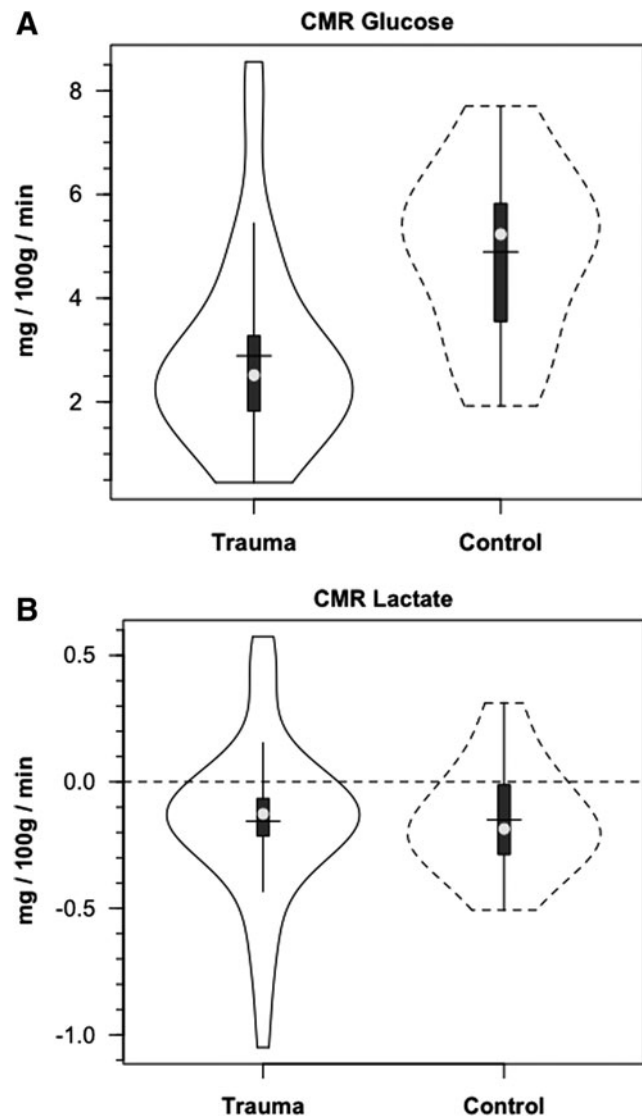 A
CMR Glucose
mg / 100g / min
8
6
4
2
Trauma Control
B
CMR Lactate
mg / 100g / min
0.5
0.0
-0.5
-1.0
Trauma Control